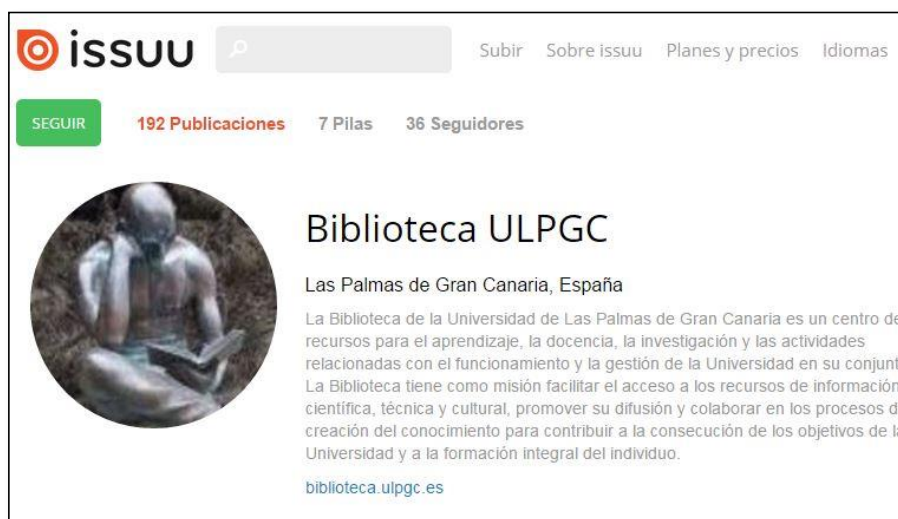 issuu
Subir Sobre issuu Planes y precios Idiomas
SEGUIR 192 Publicaciones 7 Pilas 36 Seguidores
Biblioteca ULPGC
Las Palmas de Gran Canaria, España
La Biblioteca de la Universidad de Las Palmas de Gran Canaria es un centro de
recursos para el aprendizaje, la docencia, la investigación y las actividades
relacionadas con el funcionamiento y la gestión de la Universidad en su conjunt
La Biblioteca tiene como misión facilitar el acceso a los recursos de información
científica, técnica y cultural, promover su difusión y colaborar en los procesos d
creación del conocimiento para contribuir a la consecución de los objetivos de la
Universidad y a la formación integral del individuo.
biblioteca.ulpgc.es